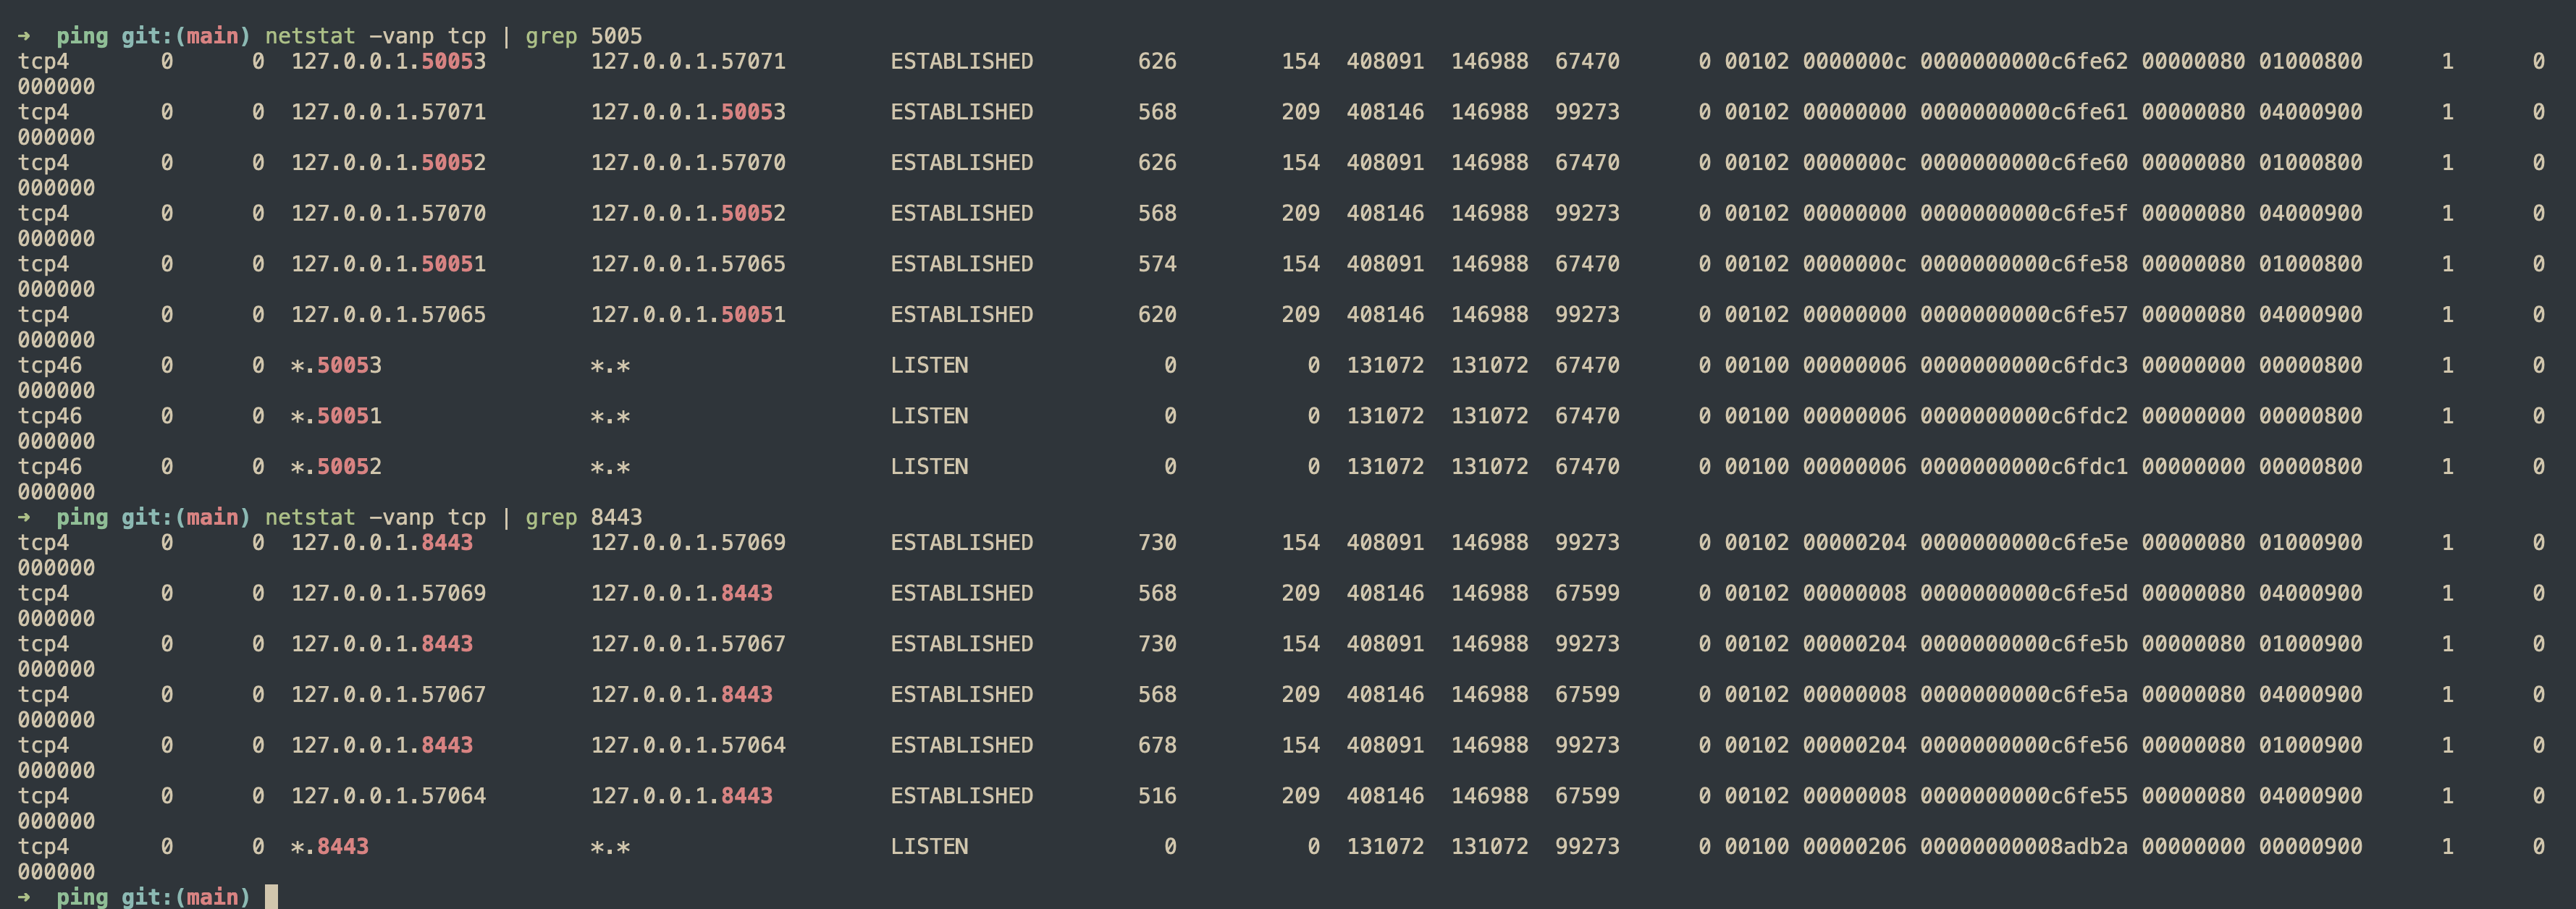 ➜  ping git:(main) netstat -vanp tcp | grep 5005
tcp4       0      0  127.0.0.1.50053        127.0.0.1.57071        ESTABLISHED        626        154  408091  146988  67470      0 00102 0000000c 0000000000c6fe62 00000080 01000800      1      0
000000
tcp4       0      0  127.0.0.1.57071        127.0.0.1.50053        ESTABLISHED        568        209  408146  146988  99273      0 00102 00000000 0000000000c6fe61 00000080 04000900      1      0
000000
tcp4       0      0  127.0.0.1.50052        127.0.0.1.57070        ESTABLISHED        626        154  408091  146988  67470      0 00102 0000000c 0000000000c6fe60 00000080 01000800      1      0
000000
tcp4       0      0  127.0.0.1.57070        127.0.0.1.50052        ESTABLISHED        568        209  408146  146988  99273      0 00102 00000000 0000000000c6fe5f 00000080 04000900      1      0
000000
tcp4       0      0  127.0.0.1.50051        127.0.0.1.57065        ESTABLISHED        574        154  408091  146988  67470      0 00102 0000000c 0000000000c6fe58 00000080 01000800      1      0
000000
tcp4       0      0  127.0.0.1.57065        127.0.0.1.50051        ESTABLISHED        620        209  408146  146988  99273      0 00102 00000000 0000000000c6fe57 00000080 04000900      1      0
000000
tcp46      0      0  *.50053                *.*                    LISTEN        0        0  131072  131072  67470      0 00100 00000006 0000000000c6fdc3 00000000 00000800      1      0
000000
tcp46      0      0  *.50051                *.*                    LISTEN        0        0  131072  131072  67470      0 00100 00000006 0000000000c6fdc2 00000000 00000800      1      0
000000
tcp46      0      0  *.50052                *.*                    LISTEN        0        0  131072  131072  67470      0 00100 00000006 0000000000c6fdc1 00000000 00000800      1      0
000000
➜  ping git:(main) netstat -vanp tcp | grep 8443
tcp4       0      0  127.0.0.1.8443         127.0.0.1.57069        ESTABLISHED        730        154  408091  146988  99273      0 00102 00000204 0000000000c6fe5e 00000080 01000900      1      0
000000
tcp4       0      0  127.0.0.1.57069        127.0.0.1.8443         ESTABLISHED        568        209  408146  146988  67599      0 00102 00000008 0000000000c6fe5d 00000080 04000900      1      0
000000
tcp4       0      0  127.0.0.1.8443         127.0.0.1.57067        ESTABLISHED        730        154  408091  146988  99273      0 00102 00000204 0000000000c6fe5b 00000080 01000900      1      0
000000
tcp4       0      0  127.0.0.1.57067        127.0.0.1.8443         ESTABLISHED        568        209  408146  146988  67599      0 00102 00000008 0000000000c6fe5a 00000080 04000900      1      0
000000
tcp4       0      0  127.0.0.1.8443         127.0.0.1.57064        ESTABLISHED        678        154  408091  146988  99273      0 00102 00000204 0000000000c6fe56 00000080 01000900      1      0
000000
tcp4       0      0  127.0.0.1.57064        127.0.0.1.8443         ESTABLISHED        516        209  408146  146988  67599      0 00102 00000008 0000000000c6fe55 00000080 04000900      1      0
000000
tcp4       0      0  *.8443                 *.*                    LISTEN        0        0  131072  131072  99273      0 00100 00000206 00000000008adb2a 00000000 00000900      1      0
000000
➜  ping git:(main)